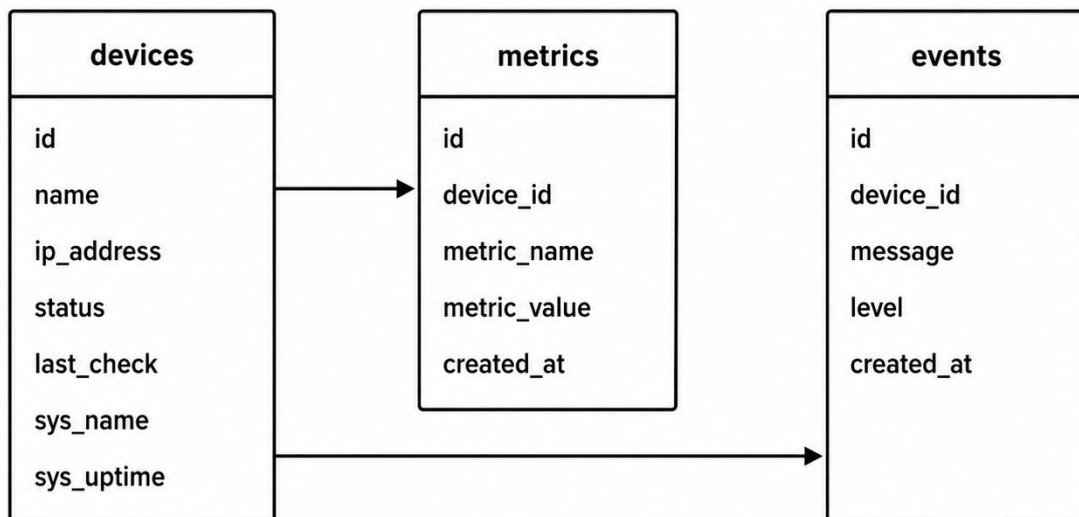 devices
id
name
ip_address
status
last_check
sys_name
sys_uptime
metrics
id
device_id
metric_name
metric_value
created_at
events
id
device_id
message
level
created_at